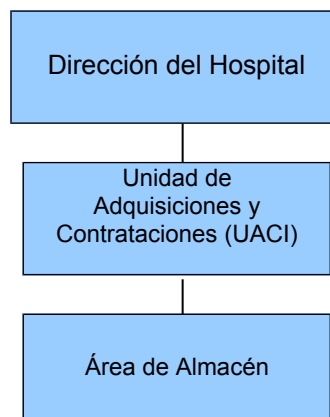 Dirección del Hospital
Unidad de
Adquisiciones y
Contrataciones (UACI)
Área de Almacén